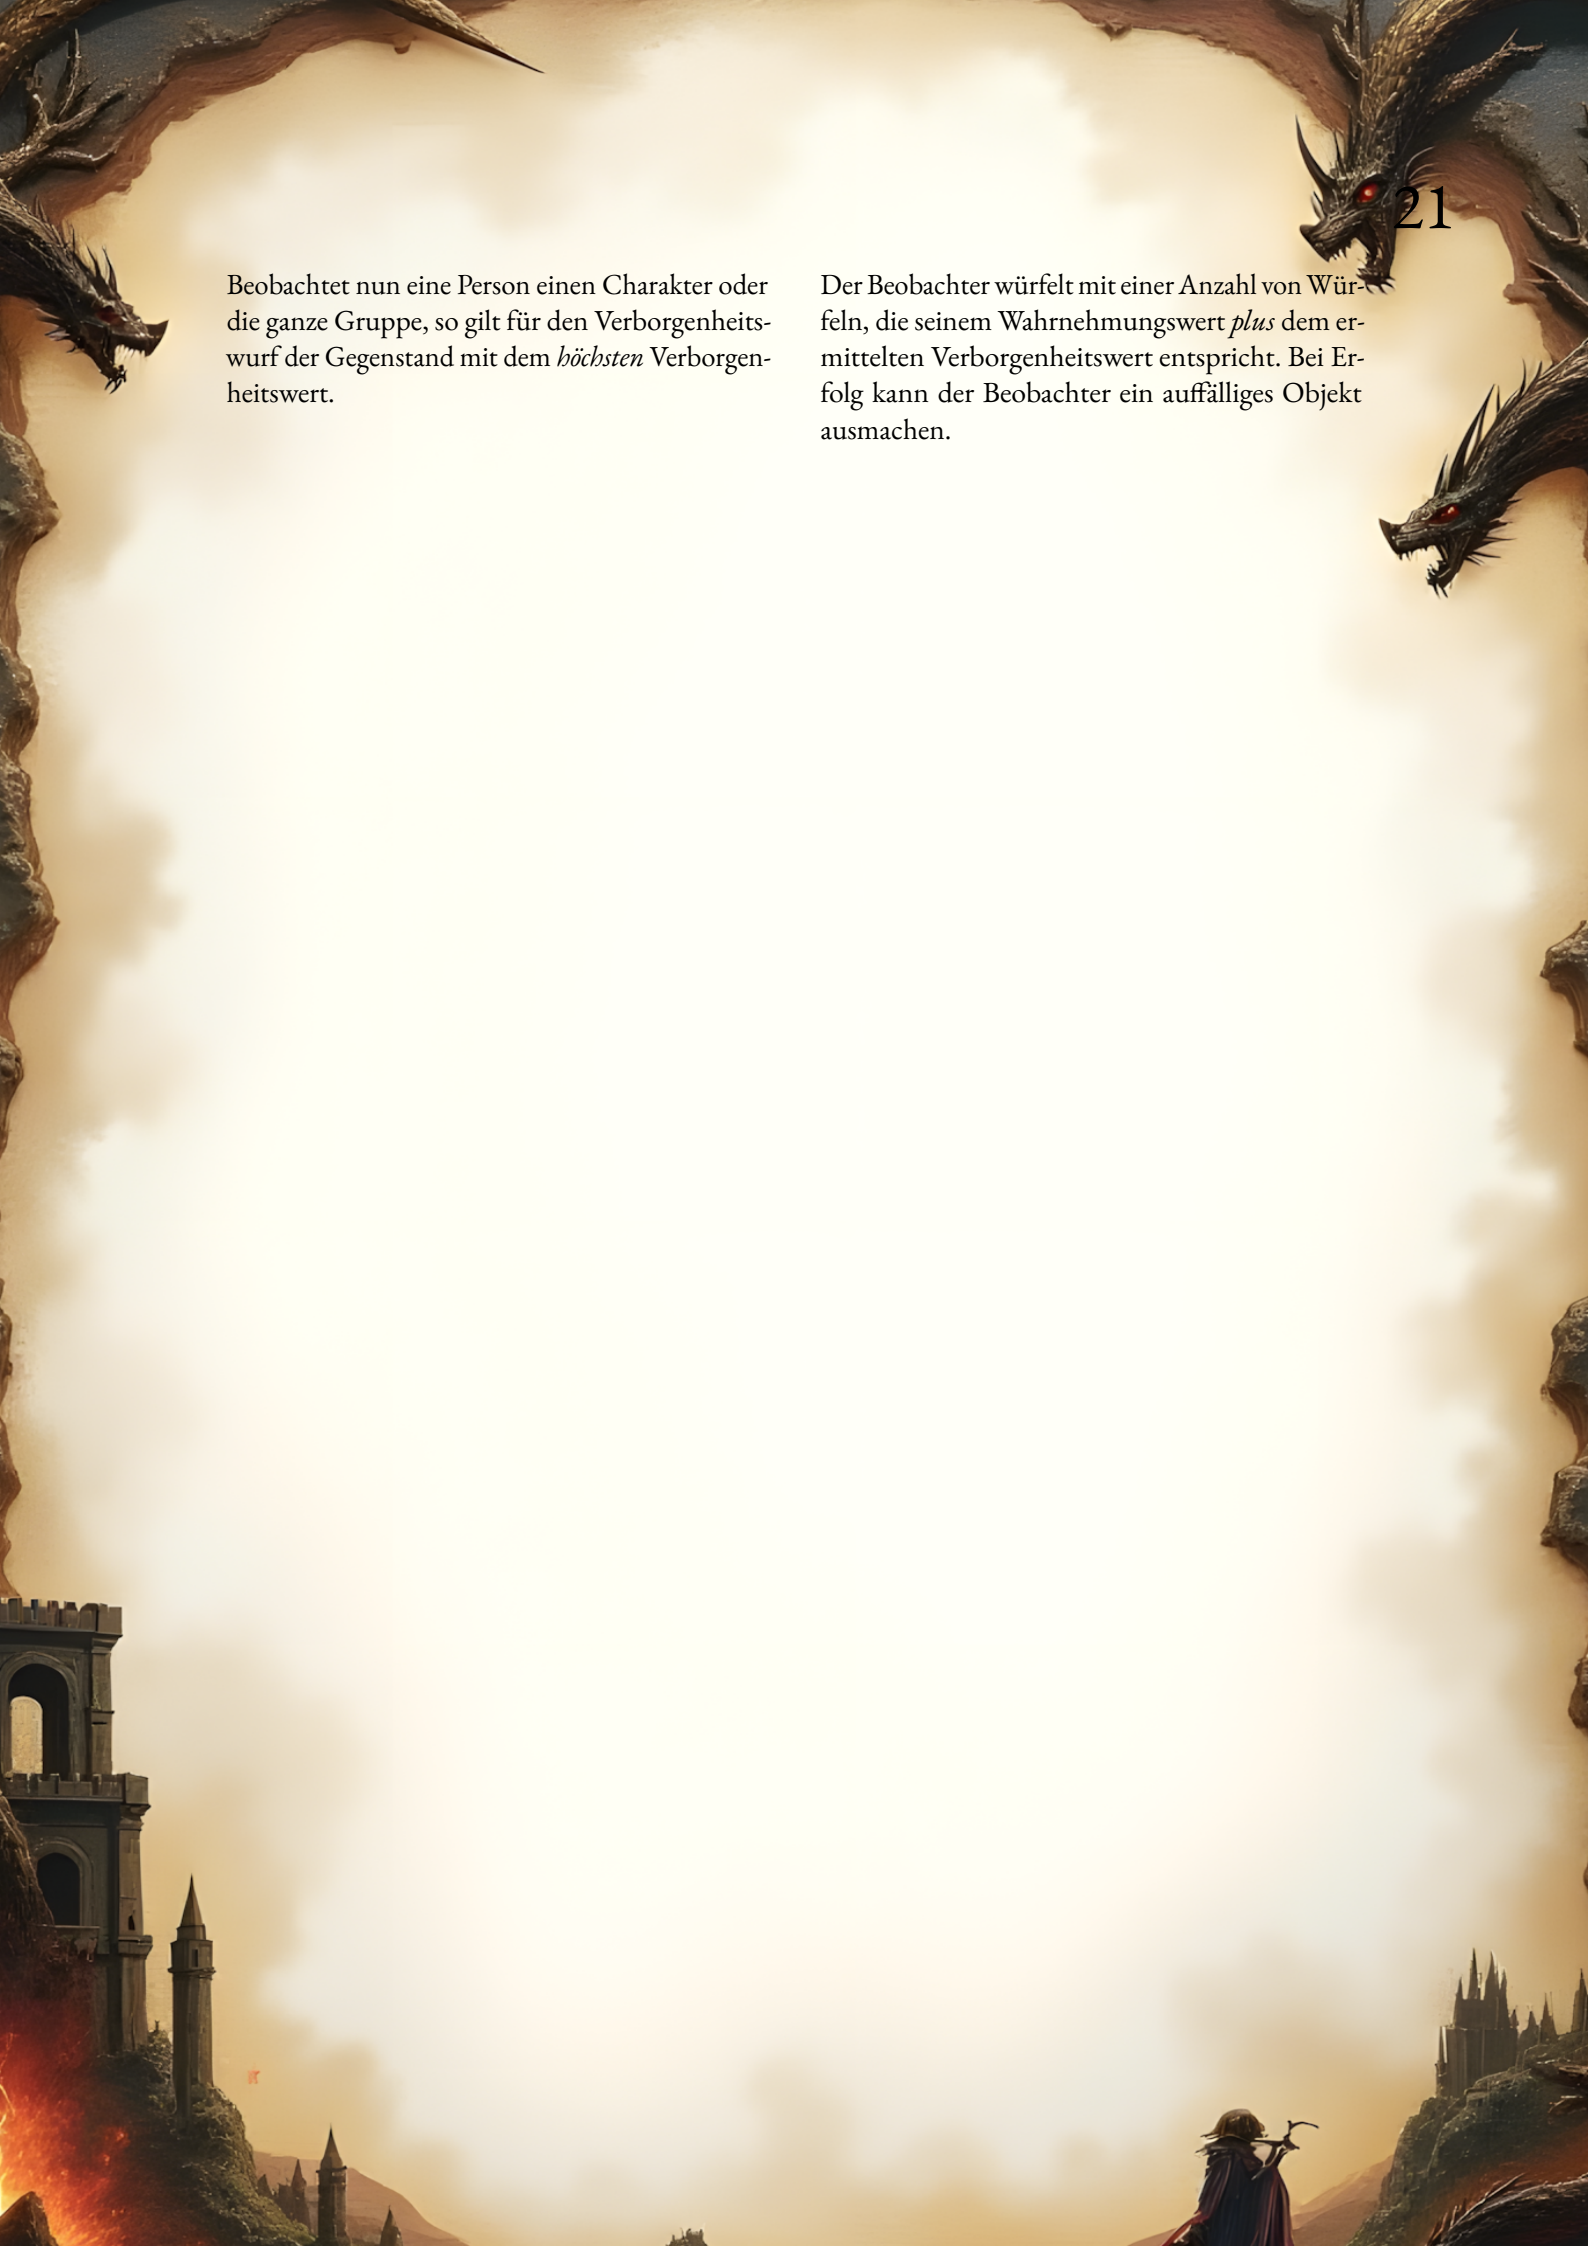 21
Beobachtet nun eine Person einen Charakter oder
die ganze Gruppe, so gilt für den Verborgenheits-
wurf der Gegenstand mit dem höchsten Verborgen-
heitswert.
Der Beobachter würfelt mit einer Anzahl von Wür-
feln, die seinem Wahrnehmungswert plus dem er-
mittelten Verborgenheitswert entspricht. Bei Er-
folg kann der Beobachter ein auffälliges Objekt
ausmachen.